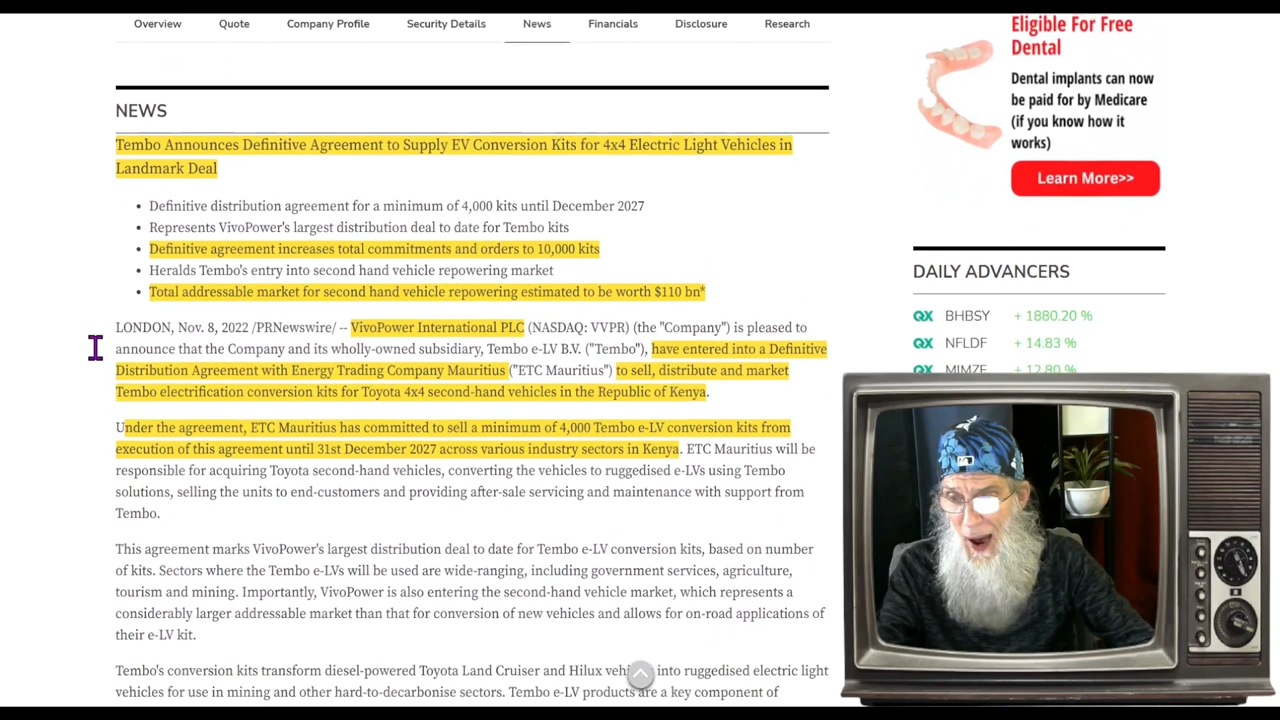 Overview Quote Company Profile Security Details News Financials Disclosure Research
NEWS
Tembo Announces Definitive Agreement to Supply EV Conversion Kits for 4x4 Electric Light Vehicles in
Landmark Deal
• Definitive distribution agreement for a minimum of 4,000 kits until December 2027
• Represents VivoPower's largest distribution deal to date for Tembo kits
• Definitive agreement increases total commitments and orders to 10,000 kits
• Heralds Tembo's entry into second hand vehicle repowering market
• Total addressable market for second hand vehicle repowering estimated to be worth $110 bn*
LONDON, Nov. 8, 2022 /PRNewswire/ -- VivoPower International PLC (NASDAQ: VVPR) (the "Company") is pleased to
announce that the Company and its wholly-owned subsidiary, Tembo e-LV B.V. ("Tembo"), have entered into a Definitive
Distribution Agreement with Energy Trading Company Mauritius ("ETC Mauritius") to sell, distribute and market
Tembo electrification conversion kits for Toyota 4x4 second-hand vehicles in the Republic of Kenya.
Under the agreement, ETC Mauritius has committed to sell a minimum of 4,000 Tembo e-LV conversion kits from
execution of this agreement until 31st December 2027 across various industry sectors in Kenya. ETC Mauritius will be
responsible for acquiring Toyota second-hand vehicles, converting the vehicles to ruggedised e-LVs using Tembo
solutions, selling the units to end-customers and providing after-sale servicing and maintenance with support from
Tembo.
This agreement marks VivoPower's largest distribution deal to date for Tembo e-LV conversion kits, based on number
of kits. Sectors where the Tembo e-LVs will be used are wide-ranging, including government services, agriculture,
tourism and mining. Importantly, VivoPower is also entering the second-hand vehicle market, which represents a
considerably larger addressable market than that for conversion of new vehicles and allows for on-road applications of
their e-LV kit.
Tembo's conversion kits transform diesel-powered Toyota Land Cruiser and Hilux into ruggedised electric light
vehicles for use in mining and other hard-to-decarbonise sectors. Tembo e-LV products are a key component of
Eligible For Free
Dental
Dental implants can now
be paid for by Medicare
(if you know how it
works)
Learn More>>
DAILY ADVANCERS
QX BHBSY + 1880.20 %
QX NFLDF + 14.83 %
QX MIMZF + 12.80 %